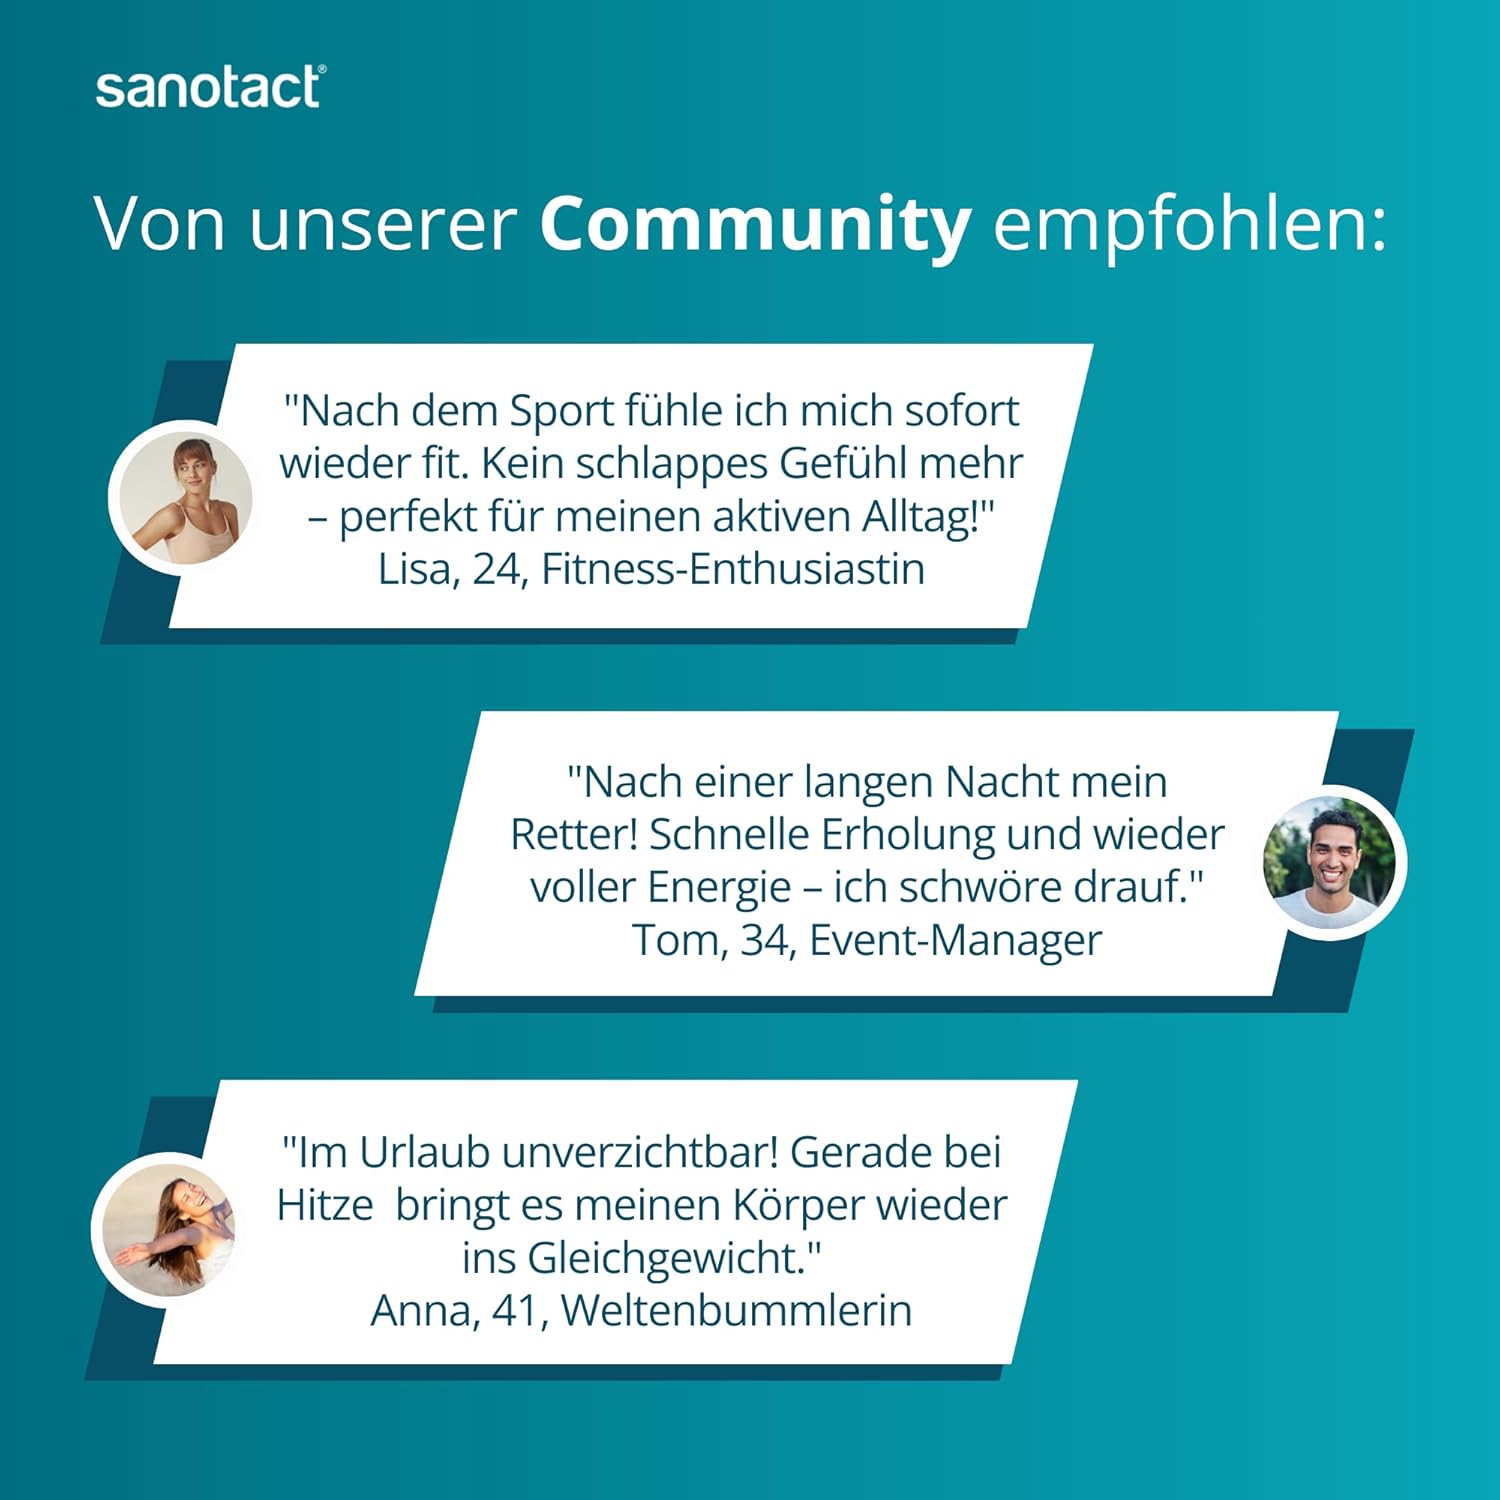 sanotact®
Von unserer Community empfohlen:
"Nach dem Sport fühle ich mich sofort
wieder fit. Kein schlappes Gefühl mehr
– perfekt für meinen aktiven Alltag!"
Lisa, 24, Fitness-Enthusiastin
"Nach einer langen Nacht mein
Retter! Schnelle Erholung und wieder
voller Energie – ich schwöre drauf."
Tom, 34, Event-Manager
"Im Urlaub unverzichtbar! Gerade bei
Hitze  bringt es meinen Körper wieder
ins Gleichgewicht."
Anna, 41, Weltenbummlerin